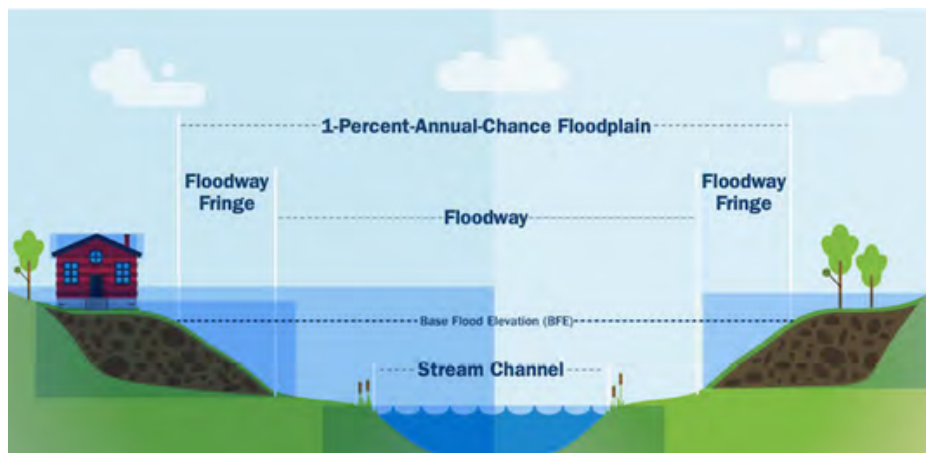 1-Percent-Annual-Chance Floodplain
Floodway
Fringe
Floodway
Floodway
Fringe
Base Flood Elevation (BFE)
Stream Channel